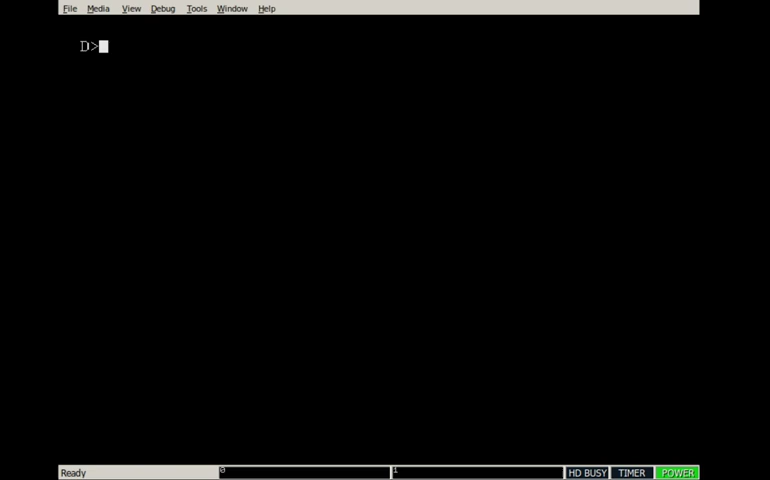 File Media View Debug Tools Window Help
D>
Ready 0 1 HD BUSY TIMER POWER